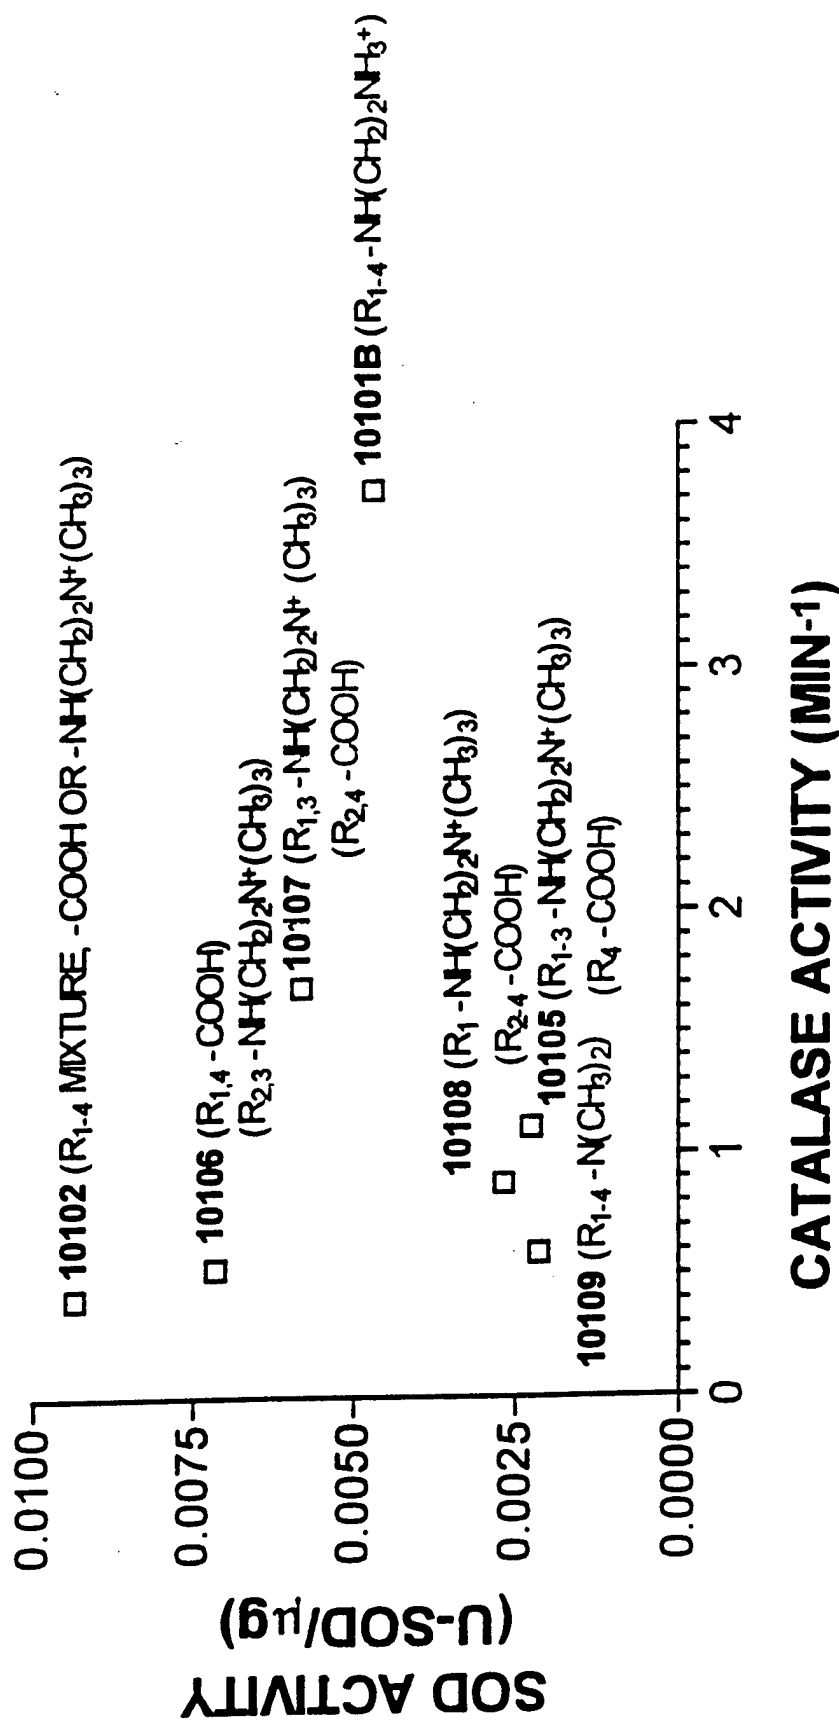 SOD ACTIVITY
(U-SOD/µg)
0.0100
0.0075
0.0050
0.0025
0.0000
10102 (R1-4 MIXTURE, -COOH OR -NH(CH2)2N+(CH3)3)
10106 (R1,4 -COOH)
(R2,3 -NH(CH2)2N+(CH3)3)
10107 (R1,3 -NH(CH2)2N+ (CH3)3)
(R2,4 -COOH)
10101B (R1-4 -NH(CH2)2NH3+)
10108 (R1 -NH(CH2)2N+(CH3)3)
(R2-4 -COOH)
10105 (R1-3 -NH(CH2)2N+(CH3)3)
(R4 -COOH)
10109 (R1-4 -N(CH3)2)
0 1 2 3 4
CATALASE ACTIVITY (MIN-1)